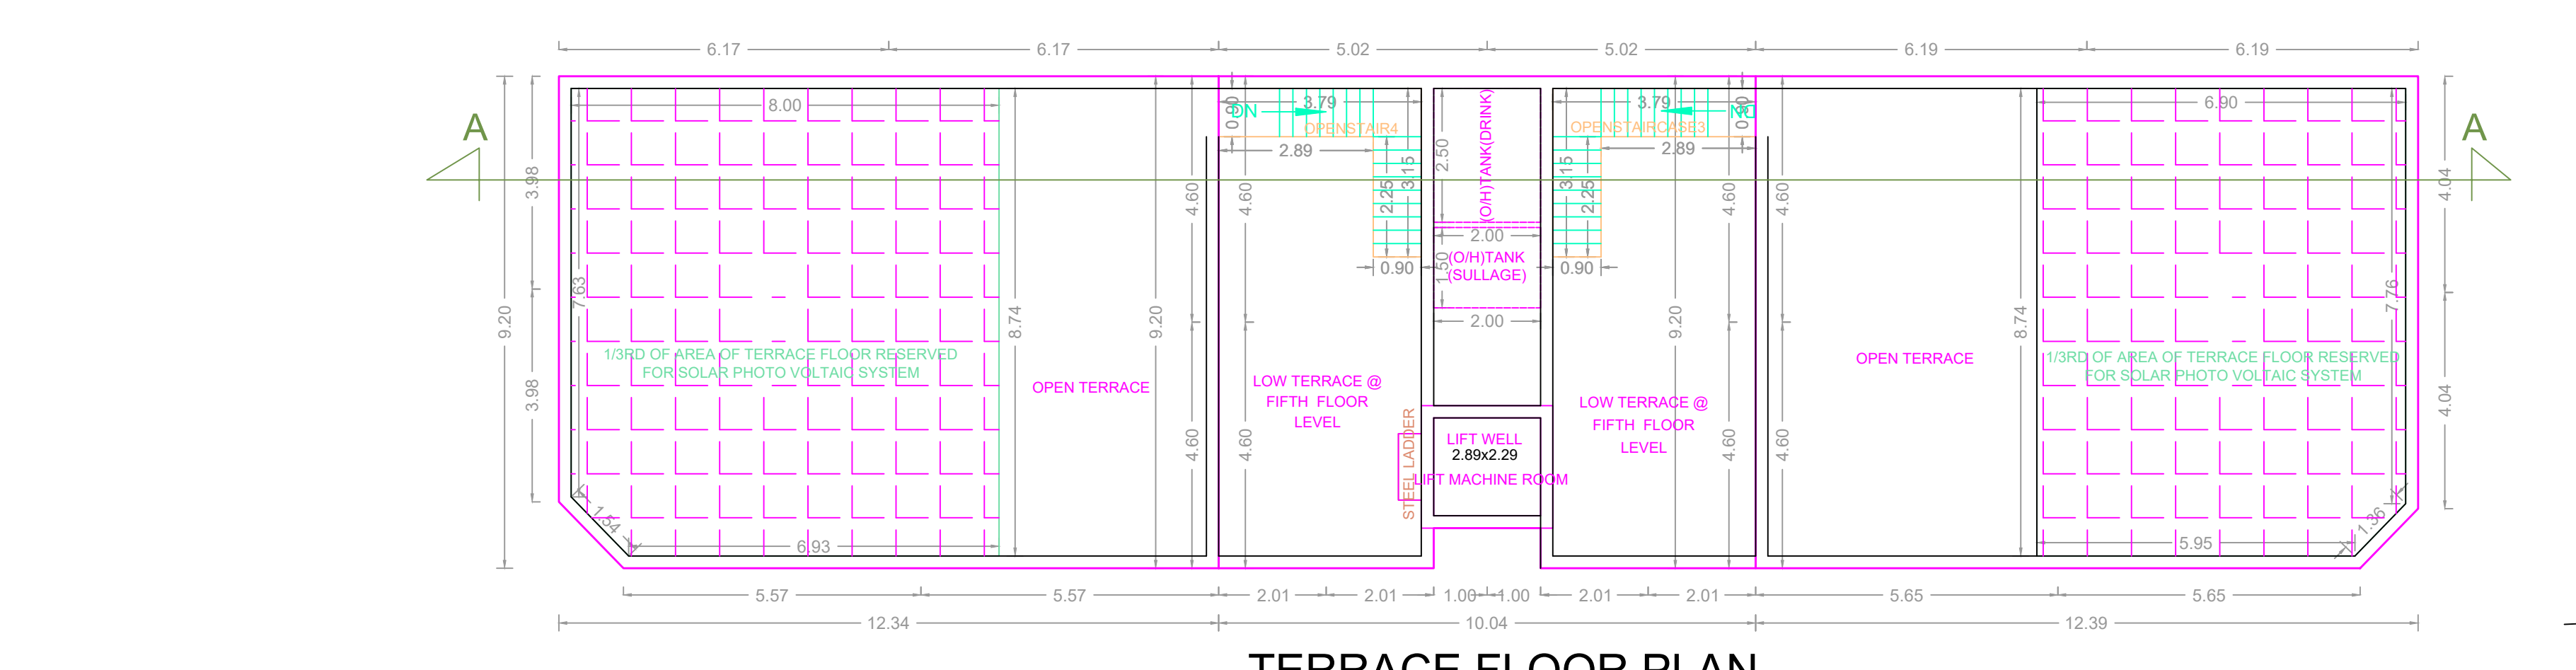 6.17 6.17 5.02 5.02 6.19 6.19
A A
8.00 3.79 3.79 6.90
DN 0.90 0.90 DN
OPENSTAIR4 OPENSTAIRCASE3
2.89 2.89
(O/H)TANK(DRINK)
2.50
3.98 4.60 4.60 2.25 3.15 3.15 2.25 4.60 4.60 4.04
2.00
(O/H)TANK
(SULLAGE)
1.50
0.90 0.90
7.63 7.76
9.20 8.74 9.20 2.00 9.20 8.74
1/3RD OF AREA OF TERRACE FLOOR RESERVED
FOR SOLAR PHOTO VOLTAIC SYSTEM
OPEN TERRACE
LOW TERRACE @
FIFTH FLOOR
LEVEL
LOW TERRACE @
FIFTH FLOOR
LEVEL
OPEN TERRACE
1/3RD OF AREA OF TERRACE FLOOR RESERVED
FOR SOLAR PHOTO VOLTAIC SYSTEM
3.98 4.60 4.60 4.60 4.60 4.04
STEEL LADDER
LIFT WELL
2.89x2.29
LIFT MACHINE ROOM
1.54 1.36
6.93 5.95
5.57 5.57 2.01 2.01 1.00 1.00 2.01 2.01 5.65 5.65
12.34 10.04 12.39
TERRACE FLOOR PLAN